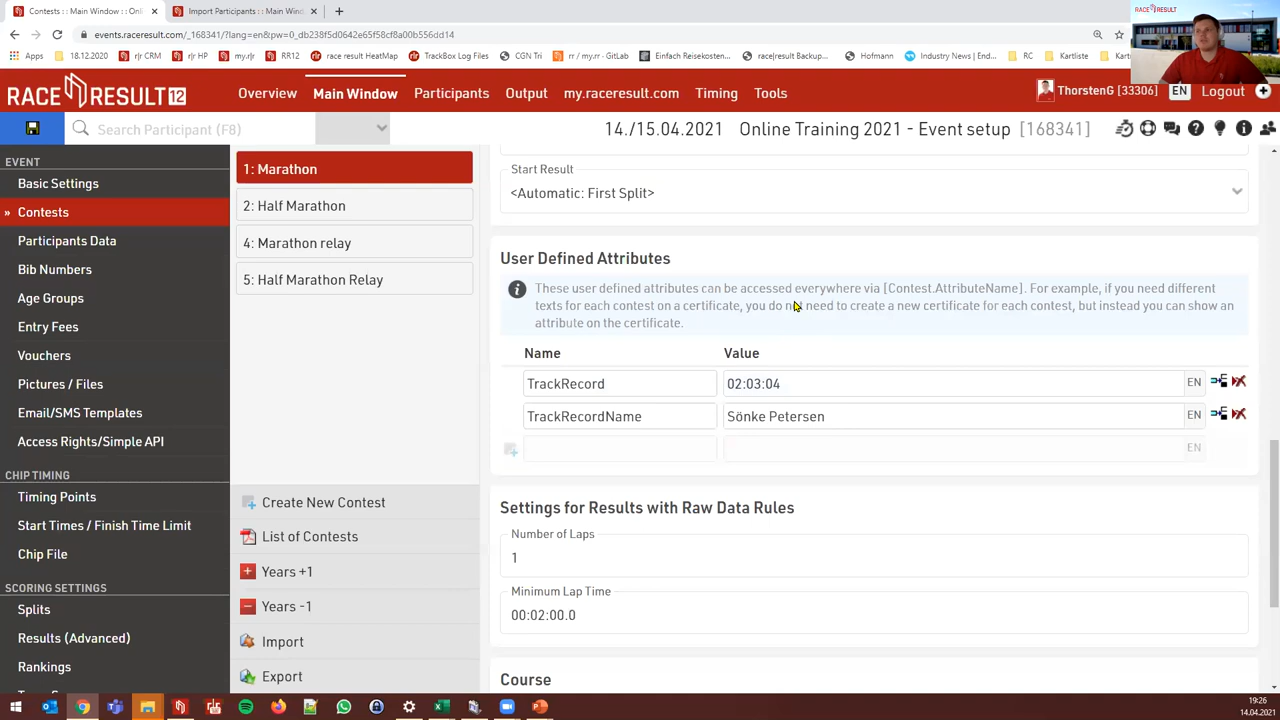 Contests : : Main Window : : Onli
Import Participants : : Main Wind
events.raceresult.com/_168341/?lang=en&pw=0_db238f5d0642e65f58cf8a00b556dd14
Apps
18.12.2020
r|r CRM
r|r HP
my.r|r
RR12
race result HeatMap
TrackBox Log Files
CGN Tri
rr / my.rr · GitLab
Einfach Reisekosten...
race|result Backup...
Hofmann
Industry News | End...
RC
Kartliste
RACE RESULT
RACE RESULT 12
Overview
Main Window
Participants
Output
my.raceresult.com
Timing
Tools
ThorstenG [33306]
EN
Logout
Search Participant (F8)
14./15.04.2021 Online Training 2021 - Event setup [168341]
EVENT
Basic Settings
» Contests
Participants Data
Bib Numbers
Age Groups
Entry Fees
Vouchers
Pictures / Files
Email/SMS Templates
Access Rights/Simple API
CHIP TIMING
Timing Points
Start Times / Finish Time Limit
Chip File
SCORING SETTINGS
Splits
Results (Advanced)
Rankings
1: Marathon
2: Half Marathon
4: Marathon relay
5: Half Marathon Relay
Create New Contest
List of Contests
Years +1
Years -1
Import
Export
Start Result
<Automatic: First Split>
User Defined Attributes
These user defined attributes can be accessed everywhere via [Contest.AttributeName]. For example, if you need different
texts for each contest on a certificate, you do not need to create a new certificate for each contest, but instead you can show an
attribute on the certificate.
Name
Value
TrackRecord
02:03:04
EN
TrackRecordName
Sönke Petersen
EN
EN
Settings for Results with Raw Data Rules
Number of Laps
1
Minimum Lap Time
00:02:00.0
Course
19:26
14.04.2021